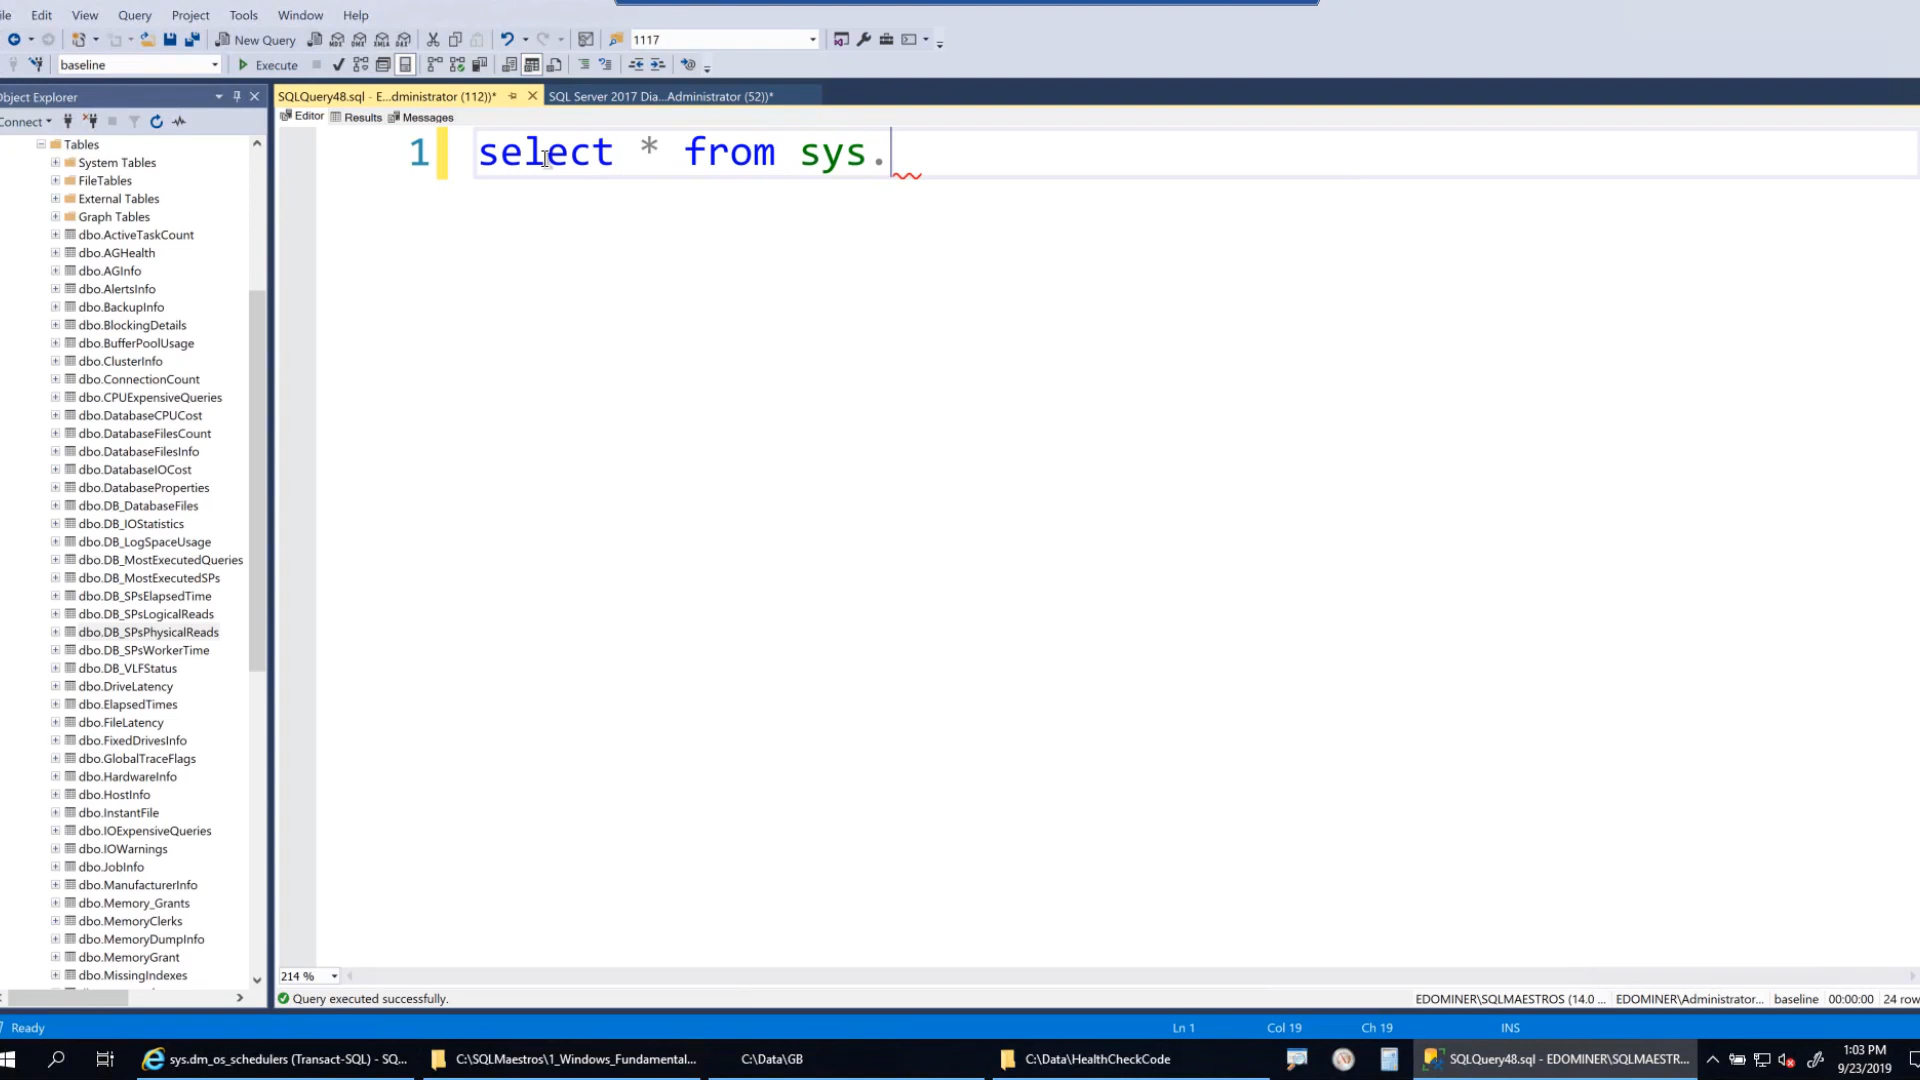 ile Edit View Query Project Tools Window Help
New Query 1117
baseline Execute
Object Explorer
SQLQuery48.sql - E...dministrator (112))* SQL Server 2017 Dia...Administrator (52))*
Connect
Editor Results Messages
1 select * from sys.
Tables
System Tables
FileTables
External Tables
Graph Tables
dbo.ActiveTaskCount
dbo.AGHealth
dbo.AGInfo
dbo.AlertsInfo
dbo.BackupInfo
dbo.BlockingDetails
dbo.BufferPoolUsage
dbo.ClusterInfo
dbo.ConnectionCount
dbo.CPUExpensiveQueries
dbo.DatabaseCPUCost
dbo.DatabaseFilesCount
dbo.DatabaseFilesInfo
dbo.DatabaseIOCost
dbo.DatabaseProperties
dbo.DB_DatabaseFiles
dbo.DB_IOStatistics
dbo.DB_LogSpaceUsage
dbo.DB_MostExecutedQueries
dbo.DB_MostExecutedSPs
dbo.DB_SPsElapsedTime
dbo.DB_SPsLogicalReads
dbo.DB_SPsPhysicalReads
dbo.DB_SPsWorkerTime
dbo.DB_VLFStatus
dbo.DriveLatency
dbo.ElapsedTimes
dbo.FileLatency
dbo.FixedDrivesInfo
dbo.GlobalTraceFlags
dbo.HardwareInfo
dbo.HostInfo
dbo.InstantFile
dbo.IOExpensiveQueries
dbo.IOWarnings
dbo.JobInfo
dbo.ManufacturerInfo
dbo.Memory_Grants
dbo.MemoryClerks
dbo.MemoryDumpInfo
dbo.MemoryGrant
dbo.MissingIndexes
214 %
Query executed successfully. EDOMINER\SQLMAESTROS (14.0 ... EDOMINER\Administrator... baseline 00:00:00 24 row
Ready Ln 1 Col 19 Ch 19 INS
sys.dm_os_schedulers (Transact-SQL) - SQ... C:\SQLMaestros\1_Windows_Fundamental... C:\Data\GB C:\Data\HealthCheckCode SQLQuery48.sql - EDOMINER\SQLMAESTR... 1:03 PM
9/23/2019